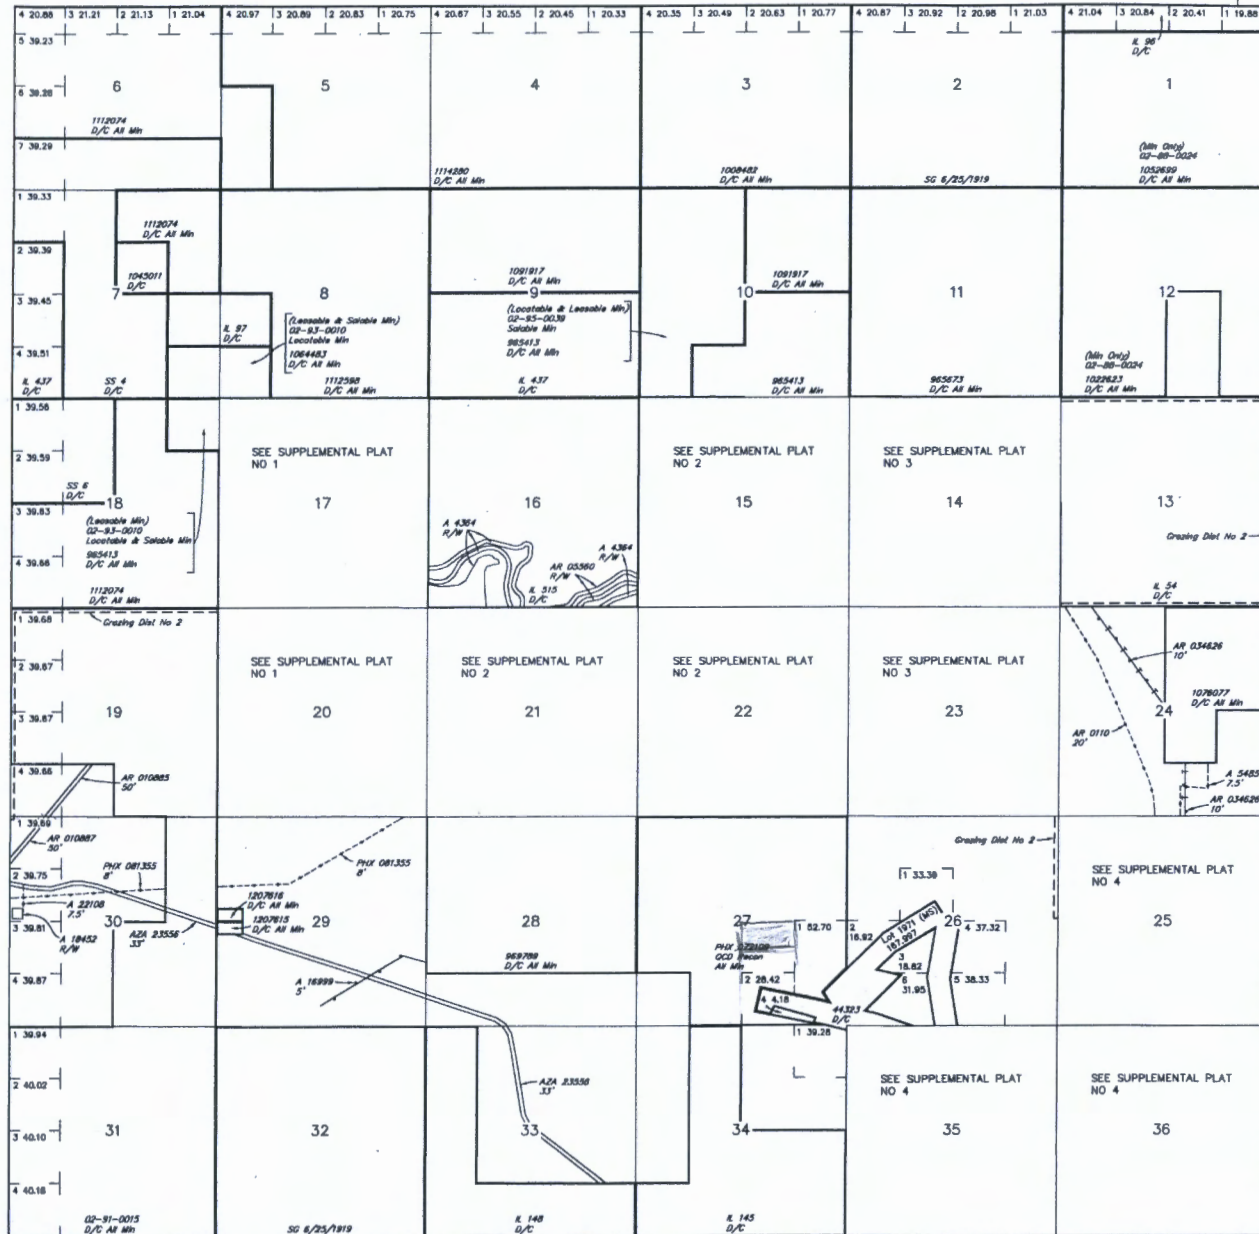 4 20.88 3 21.21 2 21.13 1 21.04 4 20.97 3 20.89 2 20.83 1 20.75 4 20.67 3 20.55 2 20.45 1 20.33 4 20.35 3 20.49 2 20.63 1 20.77 4 20.87 3 20.92 2 20.98 1 21.03 4 21.04 3 20.84 2 20.41 1 19.88
5 39.23
IL 96
D/C
6 39.28
6
5
4
3
2
1
1112074
D/C All Min
7 39.29
(Min Only)
02-88-0024
1114280
D/C All Min
1008482
D/C All Min
SG 6/25/1919
1052699
D/C All Min
1 39.33
1112074
D/C All Min
2 39.39
1045011
D/C
1091917
D/C All Min
1091917
D/C All Min
3 39.45
7
8
9
10
11
12
IL 97
D/C
(Leasable & Salable Min)
02-93-0010
Locatable Min
1064483
D/C All Min
(Locatable & Leasable Min)
02-95-0039
Salable Min
965413
D/C All Min
4 39.51
(Min Only)
02-88-0024
1022623
D/C All Min
IL 437
D/C
SS 4
D/C
1112598
D/C All Min
IL 437
D/C
965413
D/C All Min
965673
D/C All Min
1 39.56
SEE SUPPLEMENTAL PLAT
NO 1
SEE SUPPLEMENTAL PLAT
NO 2
SEE SUPPLEMENTAL PLAT
NO 3
2 39.59
SS 6
D/C
3 39.63
18
17
16
15
14
13
(Leasable Min)
02-93-0010
Locatable & Salable Min
965413
D/C All Min
A 4364
R/W
A 4364
R/W
AR 05560
R/W
Grazing Dist No 2
4 39.66
1112074
D/C All Min
IL 515
D/C
IL 54
D/C
1 39.68
Grazing Dist No 2
AR 034626
10'
2 39.67
SEE SUPPLEMENTAL PLAT
NO 1
SEE SUPPLEMENTAL PLAT
NO 2
SEE SUPPLEMENTAL PLAT
NO 2
SEE SUPPLEMENTAL PLAT
NO 3
1076077
D/C All Min
3 39.67
19
20
21
22
23
24
AR 0110
20'
4 39.66
AR 010885
50'
A 5485
7.5'
AR 034626
10'
1 39.69
AR 010887
50'
Grazing Dist No 2
PHX 081355
8'
PHX 081355
8'
2 39.75
1 33.30
SEE SUPPLEMENTAL PLAT
NO 4
A 22108
7.5'
1207616
D/C All Min
1207615
D/C All Min
3 39.81
30
29
28
27
26
25
1 52.70
2
16.92
Lot 1971 (MS)
167.997
4 37.32
A 18452
R/W
AZA 23556
33'
PHX 072109
QCD Recon
All Min
3
18.82
969789
D/C All Min
4 39.87
A 16999
5'
2 26.42
6
31.95
5 38.33
4 4.18
44323
D/C
1 39.94
1 39.28
2 40.02
AZA 23556
33'
SEE SUPPLEMENTAL PLAT
NO 4
SEE SUPPLEMENTAL PLAT
NO 4
3 40.10
31
32
33
34
35
36
4 40.18
02-91-0015
D/C All Min
SG 6/25/1919
IL 148
D/C
IL 145
D/C